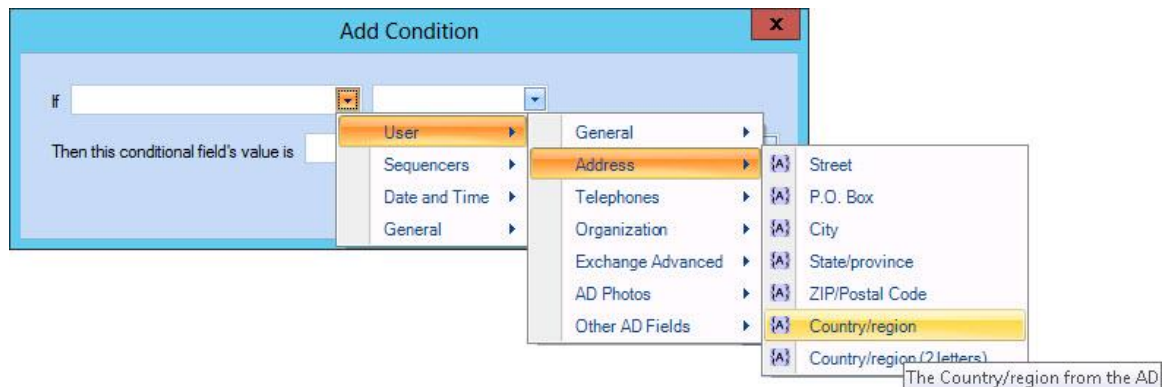 Add Condition
x
If
Then this conditional field's value is
User
Sequencers
Date and Time
General
General
Address
Telephones
Organization
Exchange Advanced
AD Photos
Other AD Fields
{A} Street
{A} P.O. Box
{A} City
{A} State/province
{A} ZIP/Postal Code
{A} Country/region
{A} Country/region (2 letters)
The Country/region from the AD